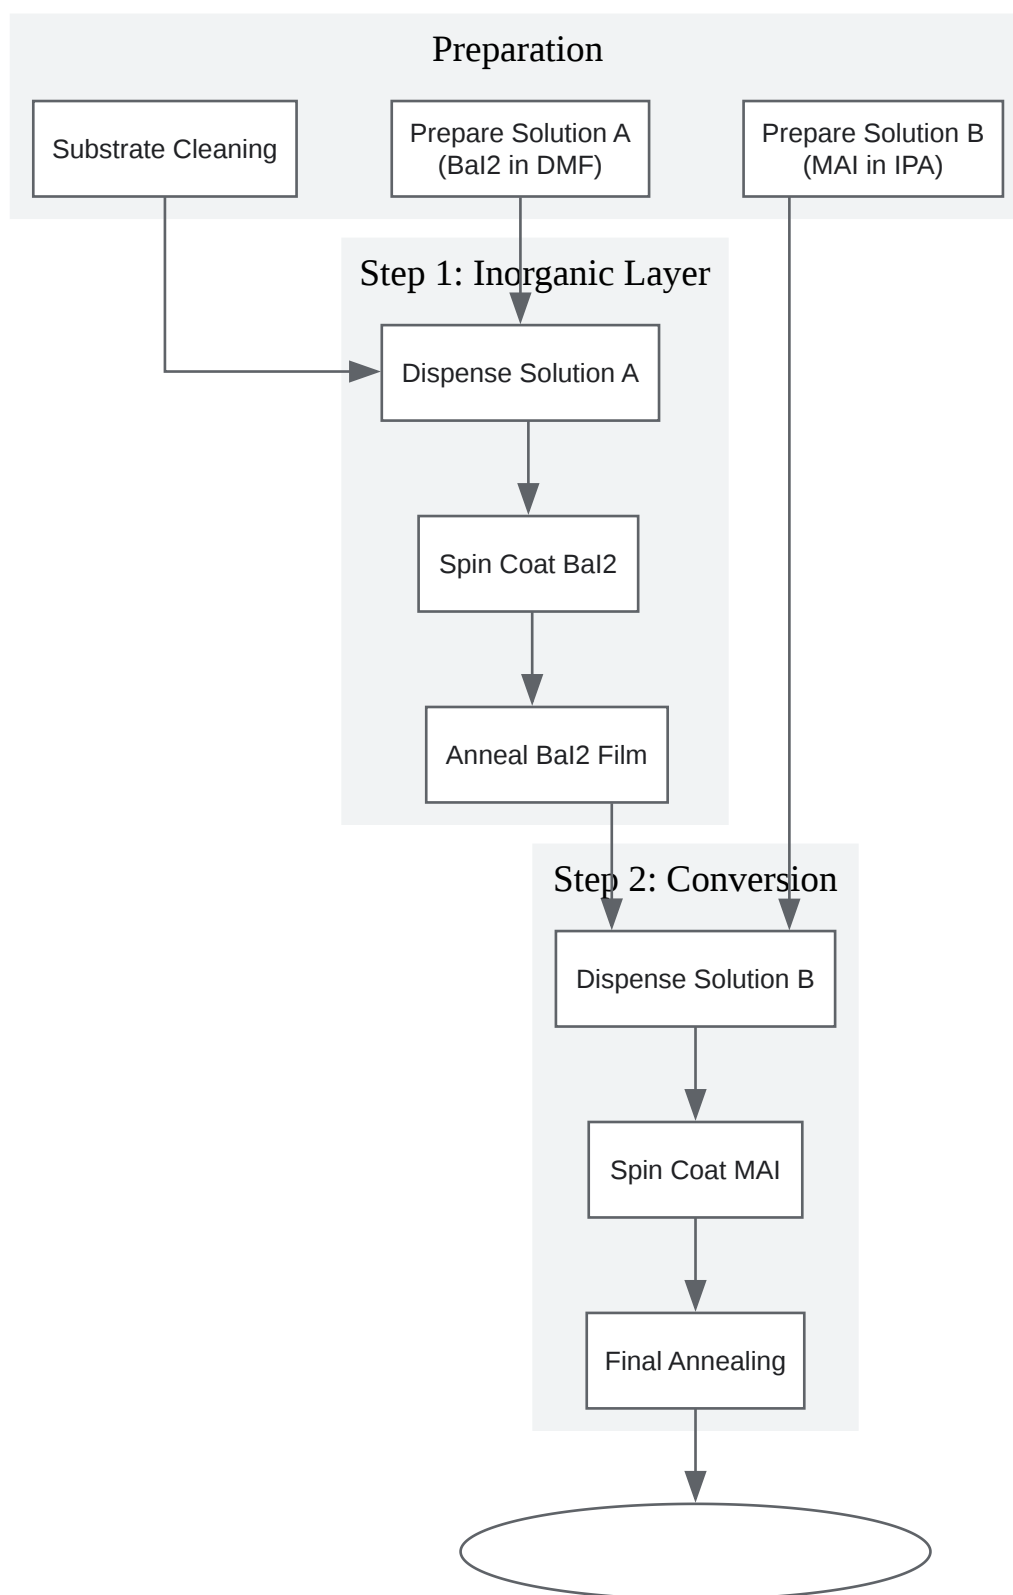 Preparation
Substrate Cleaning
Prepare Solution A
(BaI2 in DMF)
Prepare Solution B
(MAI in IPA)
Step 1: Inorganic Layer
Dispense Solution A
Spin Coat BaI2
Anneal BaI2 Film
Step 2: Conversion
Dispense Solution B
Spin Coat MAI
Final Annealing